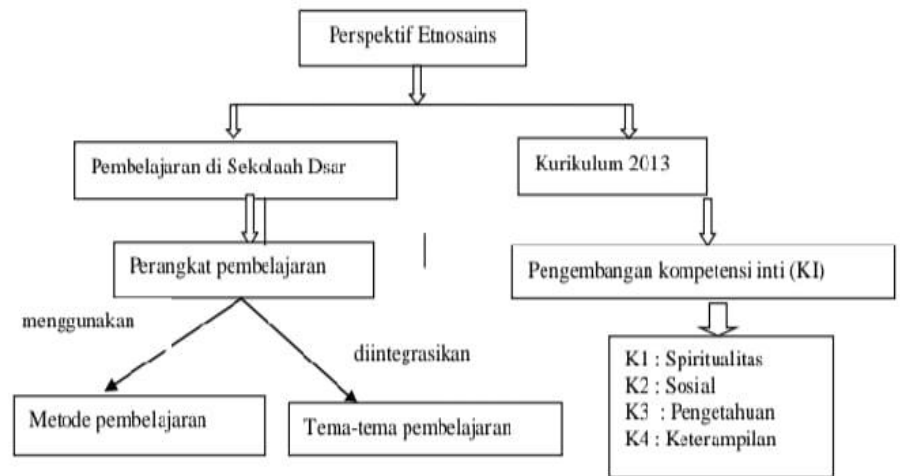 Perspektif Etnosains
Pembelajaran di Sekolaah Dsar
Kurikulum 2013
Perangkat pembelajaran
Pengembangan kompetensi inti (KI)
menggunakan
diintegrasikan
K1 : Spiritualitas
K2 : Sosial
K3 : Pengetahuan
K4 : Keterampilan
Metode pembelajaran
Tema-tema pembelajaran